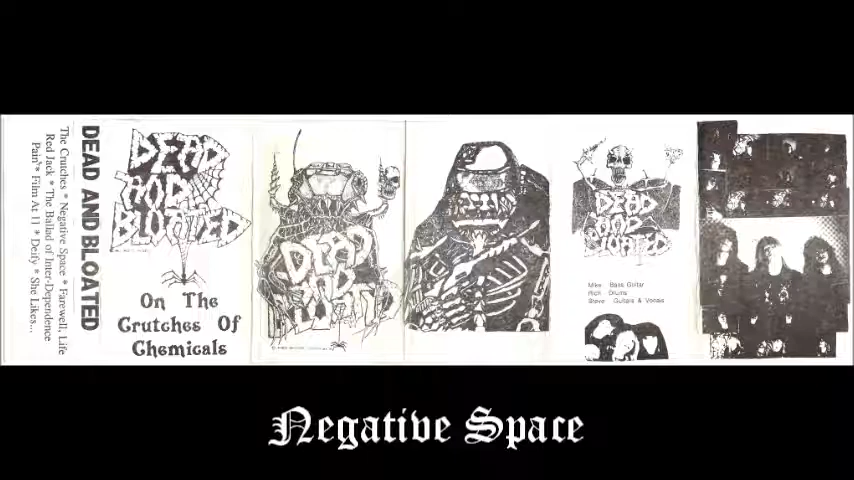 The Crutches * Negative Space * Farewell, Life
Red Jack * The Ballad of Inter-Dependence
Pain * Film At 11 * Deify * She Likes...
DEAD AND BLOATED
DEAD
AND
BLOATED
On The
Crutches Of
Chemicals
DEAD
AND
DEAD
AND
BLOATED
Mike Bass Guitar
Rich Drums
Steve Guitars & Vocals
Negative Space